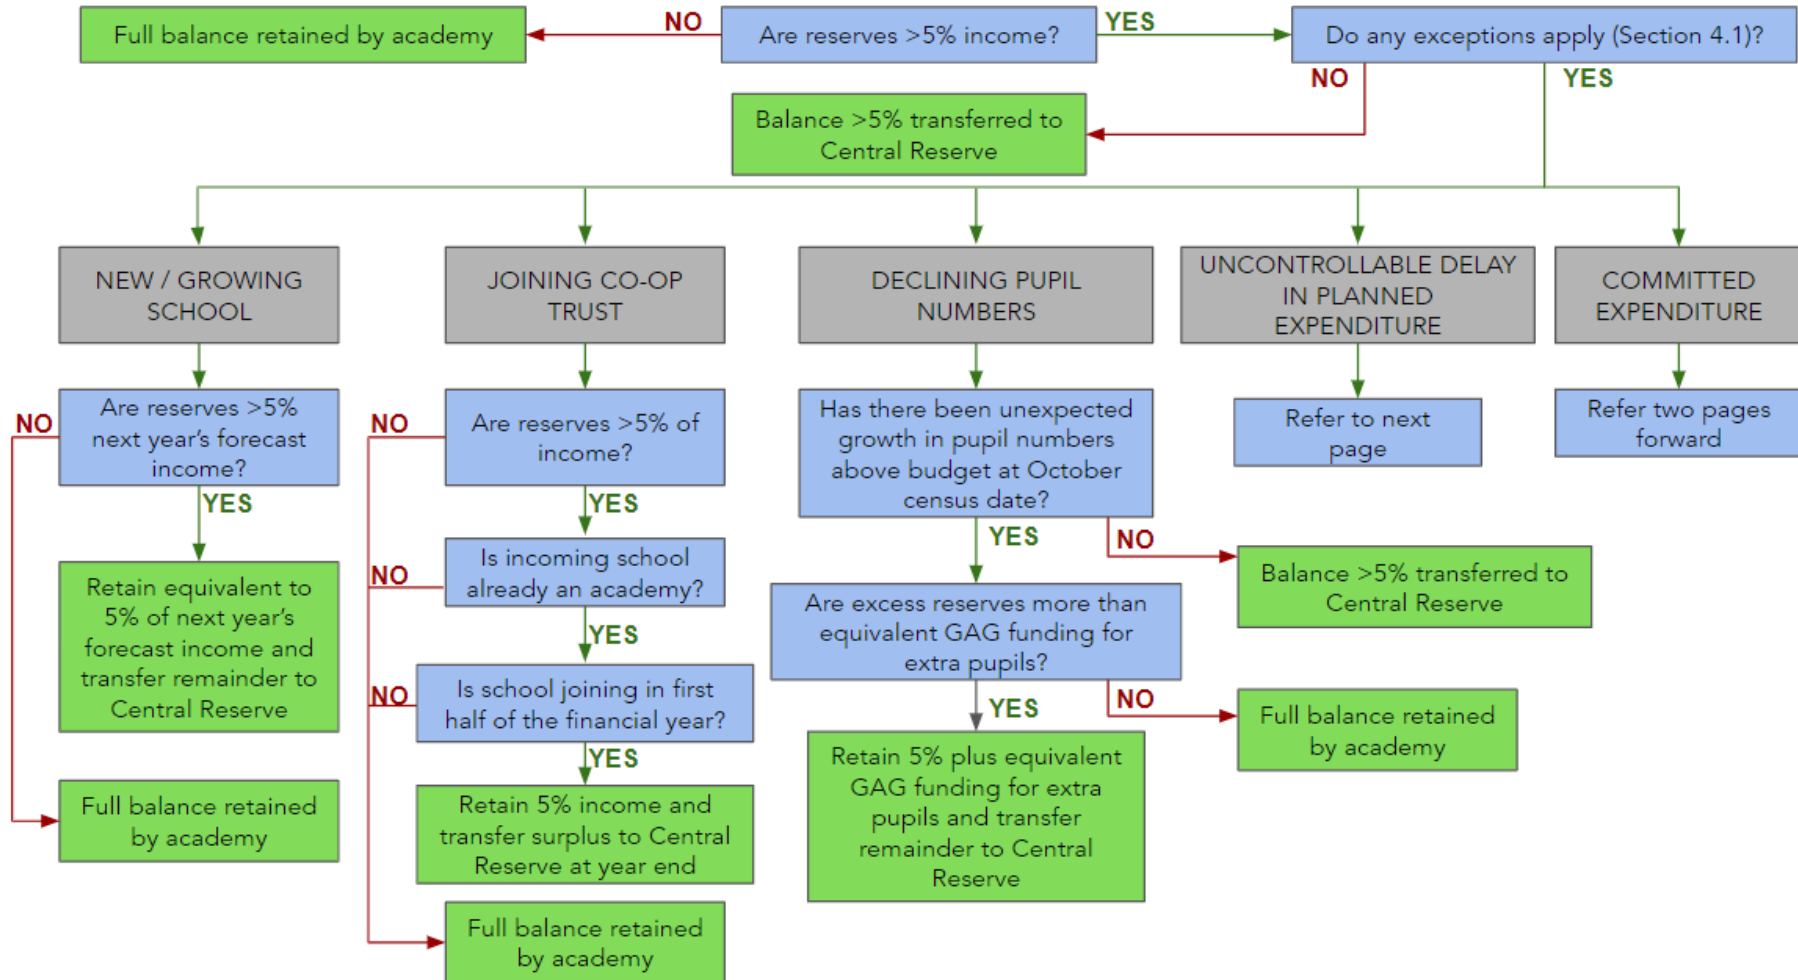 Full balance retained by academy
NO
Are reserves >5% income?
YES
Do any exceptions apply (Section 4.1)?
NO
YES
Balance >5% transferred to
Central Reserve
NEW / GROWING
SCHOOL
JOINING CO-OP
TRUST
DECLINING PUPIL
NUMBERS
UNCONTROLLABLE DELAY
IN PLANNED
EXPENDITURE
COMMITTED
EXPENDITURE
NO
Are reserves >5%
next year's forecast
income?
YES
Retain equivalent to
5% of next year's
forecast income and
transfer remainder to
Central Reserve
Full balance retained
by academy
NO
Are reserves >5% of
income?
YES
NO
Is incoming school
already an academy?
YES
NO
Is school joining in first
half of the financial year?
YES
Retain 5% income and
transfer surplus to Central
Reserve at year end
Full balance retained
by academy
Has there been unexpected
growth in pupil numbers
above budget at October
census date?
YES
NO
Balance >5% transferred to
Central Reserve
Are excess reserves more than
equivalent GAG funding for
extra pupils?
YES
NO
Full balance retained
by academy
Retain 5% plus equivalent
GAG funding for extra
pupils and transfer
remainder to Central
Reserve
Refer to next
page
Refer two pages
forward